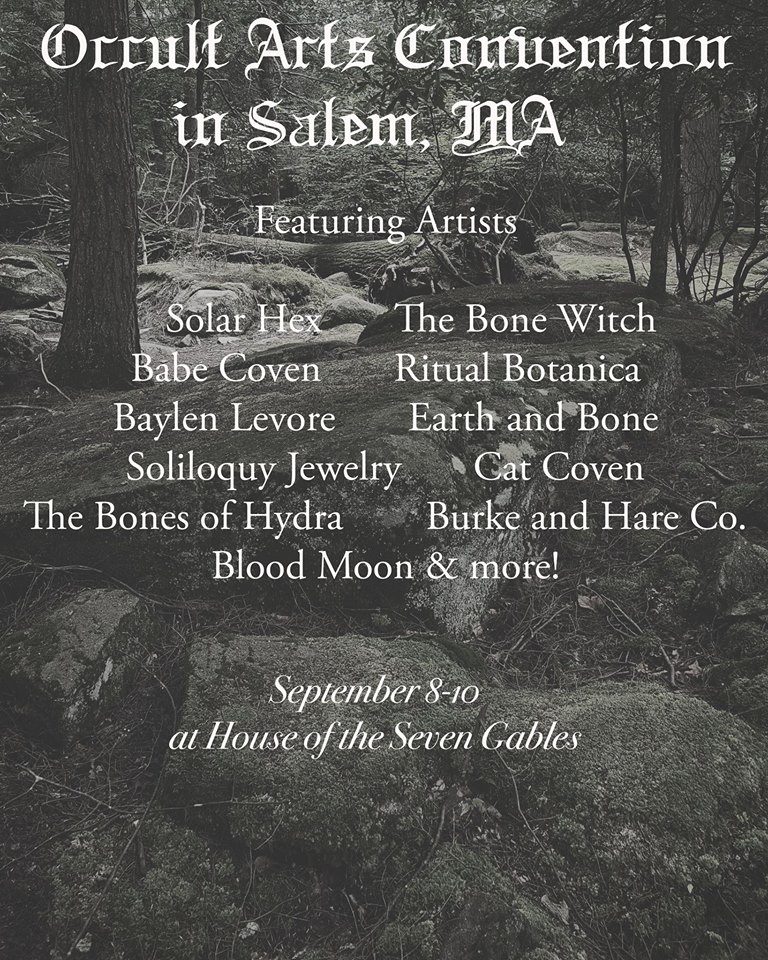 Occult Arts Convention
in Salem, MA
Featuring Artists
Solar Hex The Bone Witch
Babe Coven Ritual Botanica
Baylen Levore Earth and Bone
Soliloquy Jewelry Cat Coven
The Bones of Hydra Burke and Hare Co.
Blood Moon & more!
September 8-10
at House of the Seven Gables